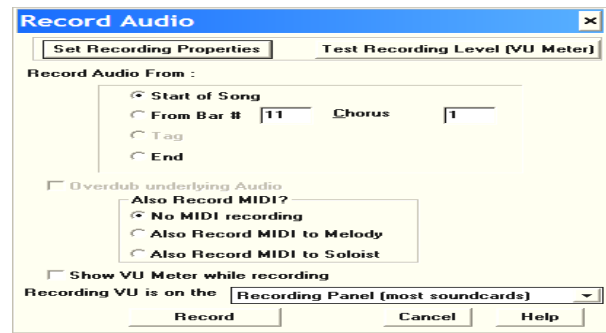 Record Audio
Set Recording Properties Test Recording Level (VU Meter)
Record Audio From :
Start of Song
From Bar # 11 Chorus 1
Tag
End
Overdub underlying Audio
Also Record MIDI?
No MIDI recording
Also Record MIDI to Melody
Also Record MIDI to Soloist
Show VU Meter while recording
Recording VU is on the Recording Panel (most soundcards)
Record Cancel Help